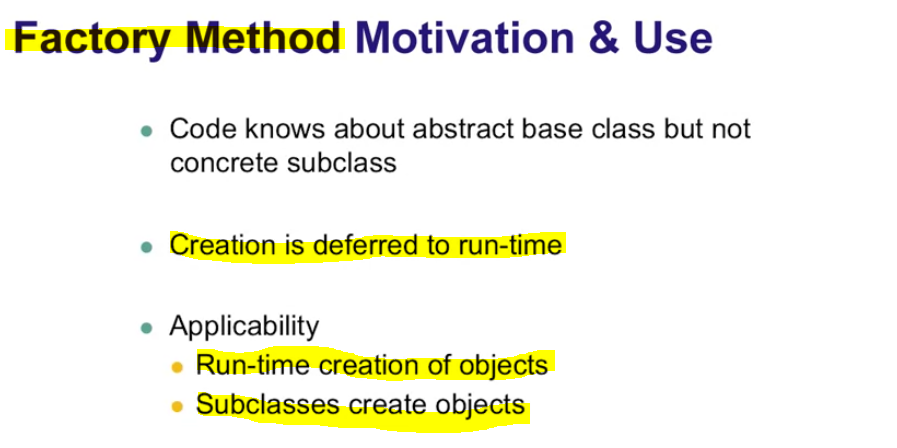 Factory Method Motivation & Use
Code knows about abstract base class but not
concrete subclass
Creation is deferred to run-time
Applicability
Run-time creation of objects
Subclasses create objects